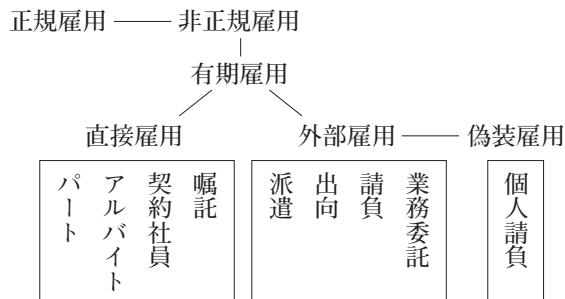 正規雇用 非正規雇用
有期雇用
直接雇用 外部雇用 偽装雇用
嘱託
契約社員
アルバイト
パート
業務委託
請負
出向
派遣
個人請負